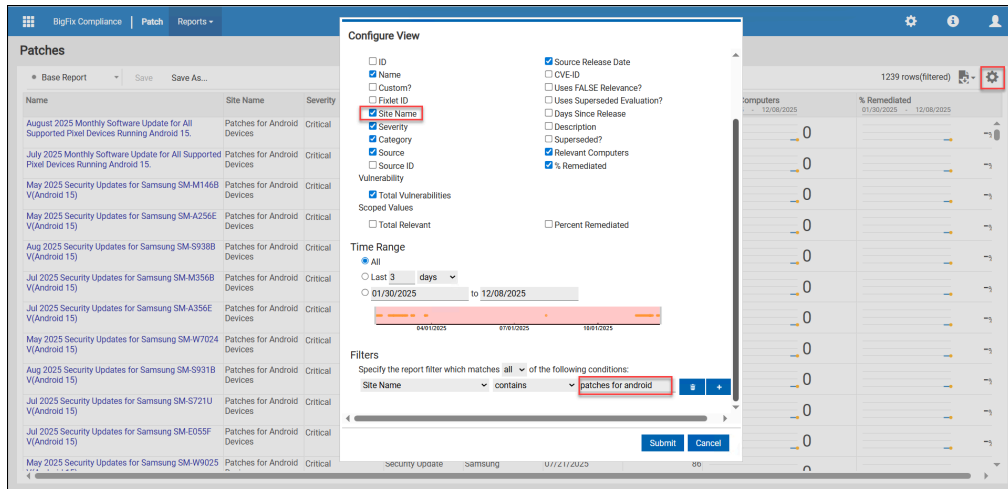 BigFix Compliance | Patch Reports
Patches
Base Report Save Save As...
1239 rows(filtered)
Name Site Name Severity
omputers
- 12/08/2025
% Remediated
01/30/2025 - 12/08/2025
August 2025 Monthly Software Update for All
Supported Pixel Devices Running Android 15.
Patches for Android
Devices
Critical
0
July 2025 Monthly Software Update for All Supported
Pixel Devices Running Android 15.
Patches for Android
Devices
Critical
0
May 2025 Security Updates for Samsung SM-M146B
V(Android 15)
Patches for Android
Devices
Critical
0
May 2025 Security Updates for Samsung SM-A256E
V(Android 15)
Patches for Android
Devices
Critical
0
Aug 2025 Security Updates for Samsung SM-S938B
V(Android 15)
Patches for Android
Devices
Critical
0
Jul 2025 Security Updates for Samsung SM-M356B
V(Android 15)
Patches for Android
Devices
Critical
0
Jul 2025 Security Updates for Samsung SM-A356E
V(Android 15)
Patches for Android
Devices
Critical
0
May 2025 Security Updates for Samsung SM-W7024
V(Android 15)
Patches for Android
Devices
Critical
0
Aug 2025 Security Updates for Samsung SM-S931B
V(Android 15)
Patches for Android
Devices
Critical
0
Jul 2025 Security Updates for Samsung SM-S721U
V(Android 15)
Patches for Android
Devices
Critical
0
Jul 2025 Security Updates for Samsung SM-E055F
V(Android 15)
Patches for Android
Devices
Critical
0
May 2025 Security Updates for Samsung SM-W9025
Patches for Android
Critical
Security Update Samsung 07/21/2025 86
Configure View
ID
Name
Custom?
Fixlet ID
Site Name
Severity
Category
Source
Source ID
Source Release Date
CVE-ID
Uses FALSE Relevance?
Uses Superseded Evaluation?
Days Since Release
Description
Superseded?
Relevant Computers
% Remediated
Vulnerability
Total Vulnerabilities
Scoped Values
Total Relevant Percent Remediated
Time Range
All
Last 3 days
01/30/2025 to 12/08/2025
04/01/2025 07/01/2025 10/01/2025
Filters
Specify the report filter which matches all of the following conditions:
Site Name contains patches for android
Submit Cancel